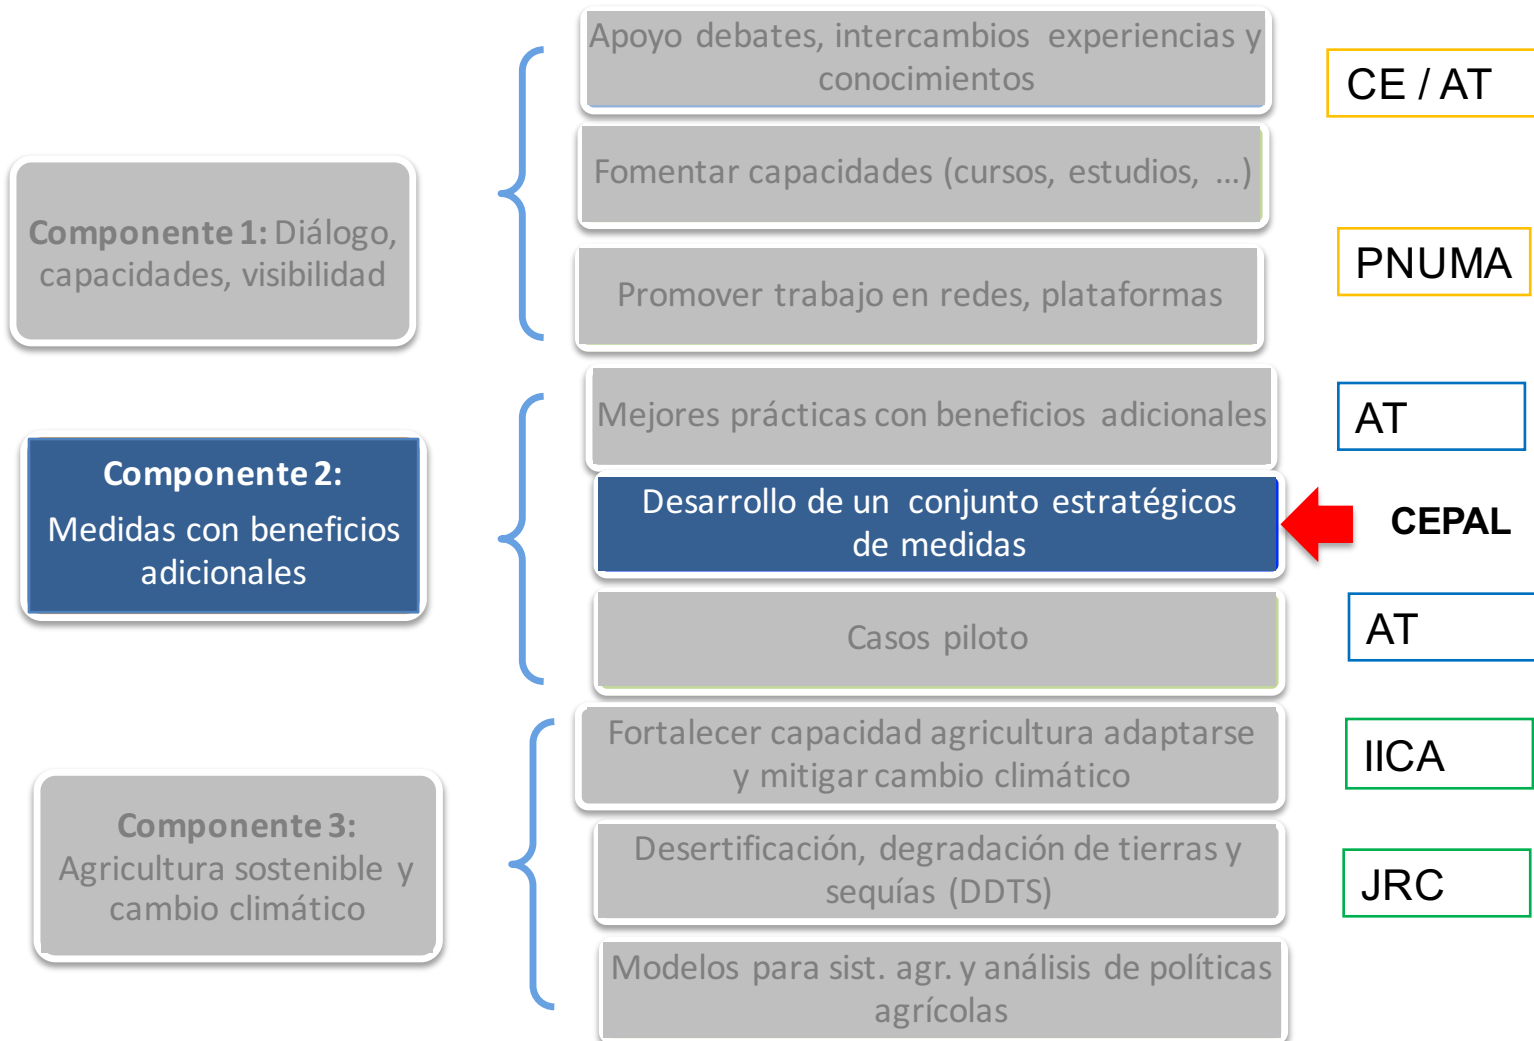 Apoyo debates, intercambios experiencias y
conocimientos
CE / AT
Fomentar capacidades (cursos, estudios, ...)
Componente 1: Diálogo,
capacidades, visibilidad
PNUMA
Promover trabajo en redes, plataformas
Mejores prácticas con beneficios adicionales
AT
Componente 2:
Medidas con beneficios
adicionales
Desarrollo de un conjunto estratégicos
de medidas
CEPAL
Casos piloto
AT
Fortalecer capacidad agricultura adaptarse
y mitigar cambio climático
IICA
Componente 3:
Agricultura sostenible y
cambio climático
Desertificación, degradación de tierras y
sequías (DDTS)
JRC
Modelos para sist. agr. y análisis de políticas
agrícolas